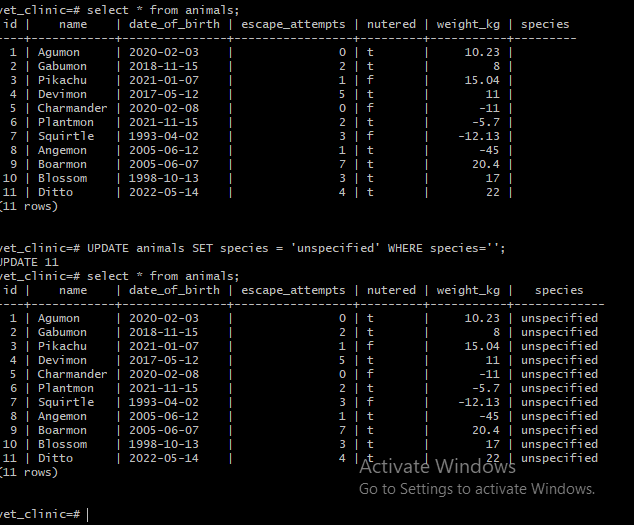 vet_clinic=# select * from animals;
 id |    name    | date_of_birth | escape_attempts | nutered | weight_kg | species
----+------------+---------------+-----------------+---------+-----------+---------
  1 | Agumon     | 2020-02-03    |               0 | t       |     10.23 |
  2 | Gabumon    | 2018-11-15    |               2 | t       |         8 |
  3 | Pikachu    | 2021-01-07    |               1 | f       |     15.04 |
  4 | Devimon    | 2017-05-12    |               5 | t       |        11 |
  5 | Charmander | 2020-02-08    |               0 | f       |       -11 |
  6 | Plantmon   | 2021-11-15    |               2 | t       |      -5.7 |
  7 | Squirtle   | 1993-04-02    |               3 | f       |    -12.13 |
  8 | Angemon    | 2005-06-12    |               1 | t       |       -45 |
  9 | Boarmon    | 2005-06-07    |               7 | t       |      20.4 |
 10 | Blossom    | 1998-10-13    |               3 | t       |        17 |
 11 | Ditto      | 2022-05-14    |               4 | t       |        22 |
(11 rows)
vet_clinic=# UPDATE animals SET species = 'unspecified' WHERE species='';
UPDATE 11
vet_clinic=# select * from animals;
 id |    name    | date_of_birth | escape_attempts | nutered | weight_kg |   species
----+------------+---------------+-----------------+---------+-----------+-------------
  1 | Agumon     | 2020-02-03    |               0 | t       |     10.23 | unspecified
  2 | Gabumon    | 2018-11-15    |               2 | t       |         8 | unspecified
  3 | Pikachu    | 2021-01-07    |               1 | f       |     15.04 | unspecified
  4 | Devimon    | 2017-05-12    |               5 | t       |        11 | unspecified
  5 | Charmander | 2020-02-08    |               0 | f       |       -11 | unspecified
  6 | Plantmon   | 2021-11-15    |               2 | t       |      -5.7 | unspecified
  7 | Squirtle   | 1993-04-02    |               3 | f       |    -12.13 | unspecified
  8 | Angemon    | 2005-06-12    |               1 | t       |       -45 | unspecified
  9 | Boarmon    | 2005-06-07    |               7 | t       |      20.4 | unspecified
 10 | Blossom    | 1998-10-13    |               3 | t       |        17 | unspecified
 11 | Ditto      | 2022-05-14    |               4 | t       |        22 | unspecified
(11 rows)
Activate Windows
Go to Settings to activate Windows.
vet_clinic=#